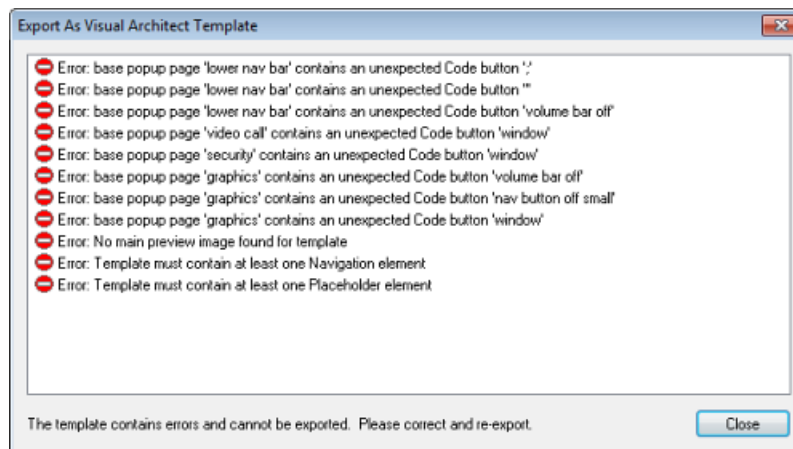 Export As Visual Architect Template
Error: base popup page 'lower nav bar' contains an unexpected Code button ';'
Error: base popup page 'lower nav bar' contains an unexpected Code button '"
Error: base popup page 'lower nav bar' contains an unexpected Code button 'volume bar off'
Error: base popup page 'video call' contains an unexpected Code button 'window'
Error: base popup page 'security' contains an unexpected Code button 'window'
Error: base popup page 'graphics' contains an unexpected Code button 'volume bar off'
Error: base popup page 'graphics' contains an unexpected Code button 'nav button off small'
Error: base popup page 'graphics' contains an unexpected Code button 'window'
Error: No main preview image found for template
Error: Template must contain at least one Navigation element
Error: Template must contain at least one Placeholder element
The template contains errors and cannot be exported. Please correct and re-export.
Close